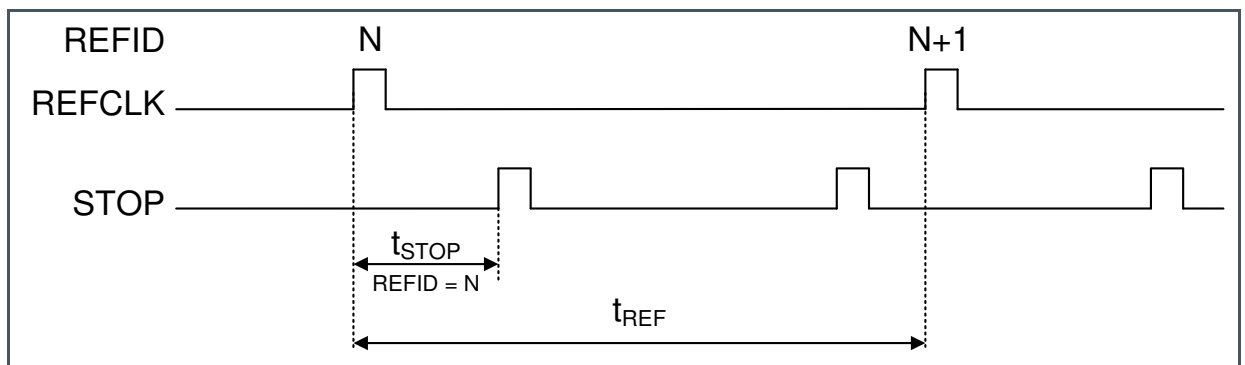 REFID N N+1
REFCLK
STOP
tSTOP
REFID = N
tREF